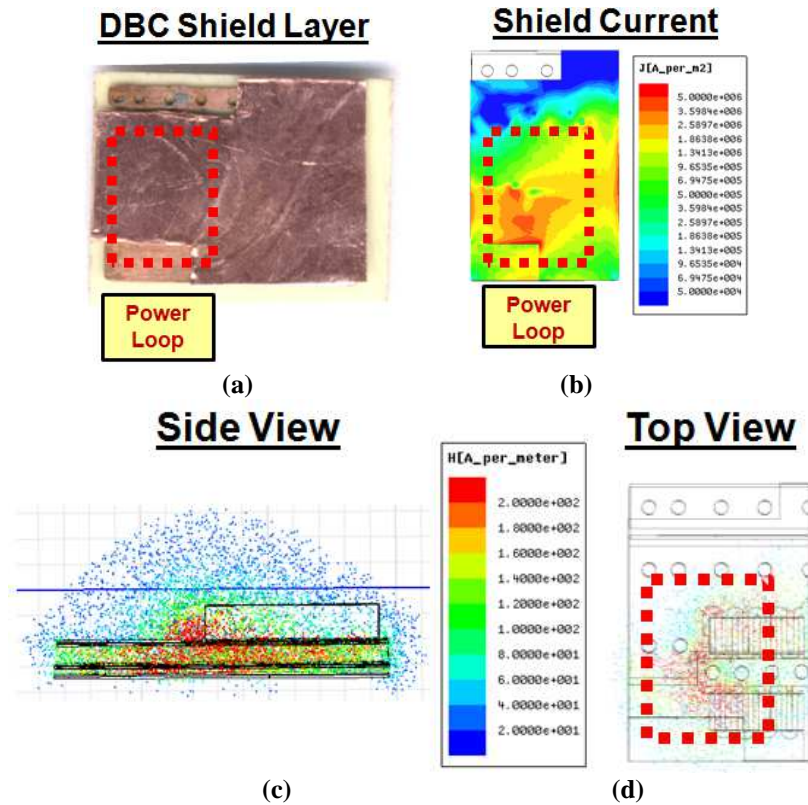 DBC Shield Layer
Shield Current
J[A_per_m2]
5.0000e+006
3.5984e+006
2.5897e+006
1.8638e+006
1.3413e+006
9.6535e+005
6.9475e+005
5.0000e+005
3.5984e+005
2.5897e+005
1.8638e+005
1.3413e+005
9.6535e+004
6.9475e+004
5.0000e+004
Power
Loop
Power
Loop
(a)
(b)
Side View
Top View
H[A_per_meter]
2.0000e+002
1.8000e+002
1.6000e+002
1.4000e+002
1.2000e+002
1.0000e+002
8.0000e+001
6.0000e+001
4.0000e+001
2.0000e+001
(c)
(d)